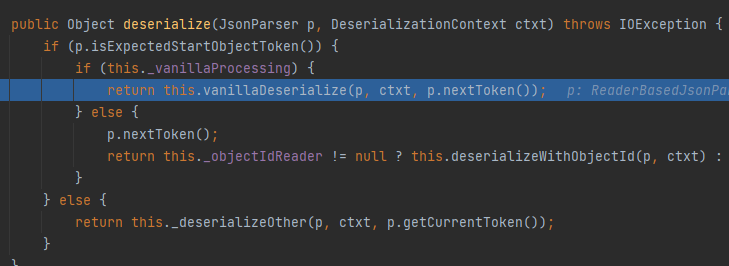 public Object deserialize(JsonParser p, DeserializationContext ctxt) throws IOException {
if (p.isExpectedStartObjectToken()) {
if (this._vanillaProcessing) {
return this.vanillaDeserialize(p, ctxt, p.nextToken());   p: ReaderBasedJsonPa
} else {
p.nextToken();
return this._objectIdReader != null ? this.deserializeWithObjectId(p, ctxt) :
}
} else {
return this._deserializeOther(p, ctxt, p.getCurrentToken());
}
}